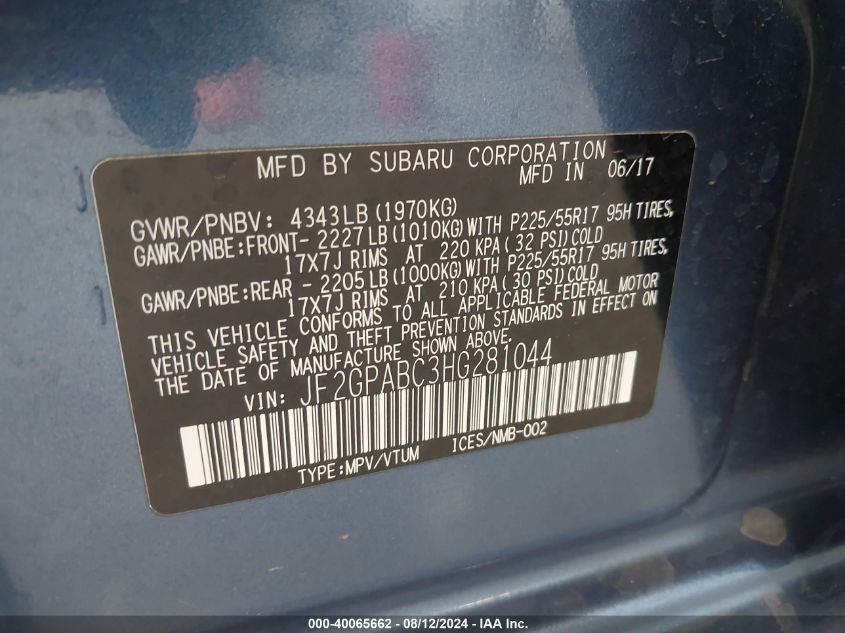 MFD BY SUBARU CORPORATION
MFD IN 06/17
GVWR/PNBV: 4343LB (1970KG)
GAWR/PNBE:FRONT- 2227LB(1010KG)WITH P225/55R17 95H TIRES,
17X7J RIMS AT 220 KPA( 32 PSI)COLD
GAWR/PNBE:REAR - 2205LB(1000KG)WITH P225/55R17 95H TIRES,
17X7J RIMS AT 210 KPA( 30 PSI)COLD
THIS VEHICLE CONFORMS TO ALL APPLICABLE FEDERAL MOTOR
VEHICLE SAFETY AND THEFT PREVENTION STANDARDS IN EFFECT ON
THE DATE OF MANUFACTURE SHOWN ABOVE.
VIN: JF2GPABC3HG281044
TYPE:MPV/VTUM ICES/NMB-002
000-40065662 - 08/12/2024 - IAA, Inc.